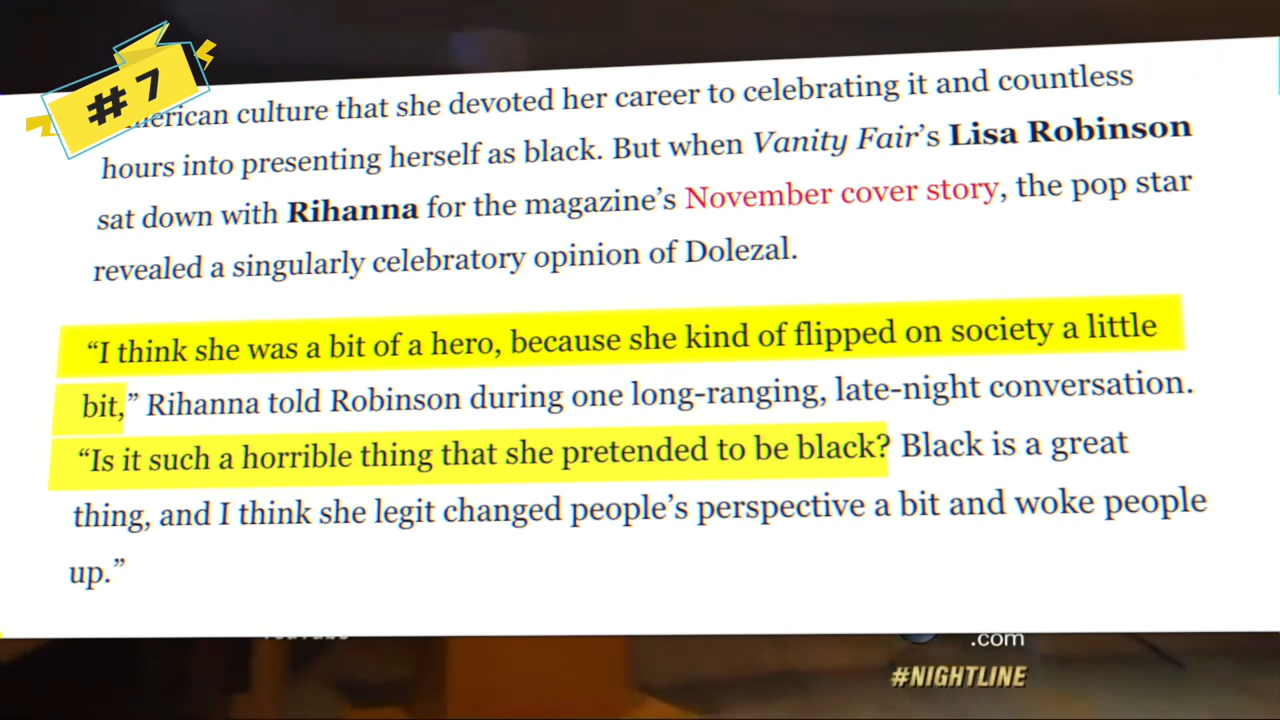 # 7
American culture that she devoted her career to celebrating it and countless
hours into presenting herself as black. But when Vanity Fair's Lisa Robinson
sat down with Rihanna for the magazine's November cover story, the pop star
revealed a singularly celebratory opinion of Dolezal.
“I think she was a bit of a hero, because she kind of flipped on society a little
bit,” Rihanna told Robinson during one long-ranging, late-night conversation.
“Is it such a horrible thing that she pretended to be black? Black is a great
thing, and I think she legit changed people’s perspective a bit and woke people
up.”
.com
#NIGHTLINE